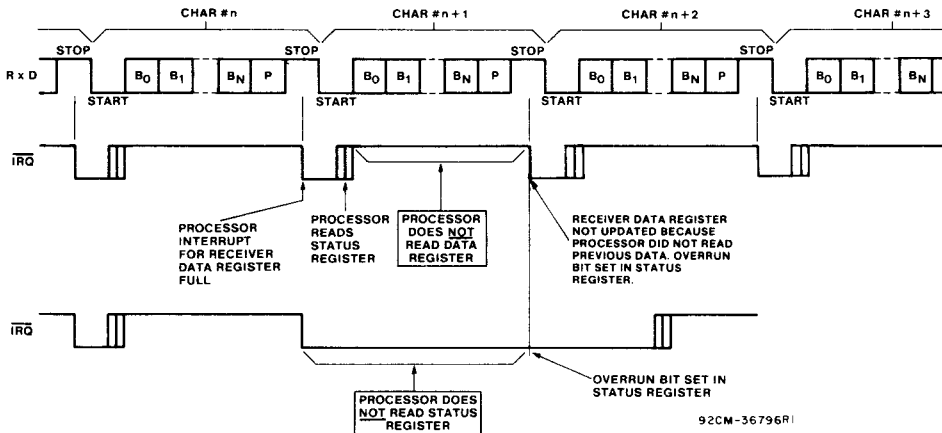 CHAR #n
CHAR #n+1
CHAR #n+2
CHAR #n+3
STOP
STOP
STOP
STOP
R x D
B0
B1
BN
P
B0
B1
BN
P
B0
B1
BN
P
B0
B1
BN
START
START
START
START
IRQ
PROCESSOR
INTERRUPT
FOR RECEIVER
DATA REGISTER
FULL
PROCESSOR
READS
STATUS
REGISTER
PROCESSOR
DOES NOT
READ DATA
REGISTER
RECEIVER DATA REGISTER
NOT UPDATED BECAUSE
PROCESSOR DID NOT READ
PREVIOUS DATA. OVERRUN
BIT SET IN STATUS
REGISTER.
IRQ
PROCESSOR DOES
NOT READ STATUS
REGISTER
OVERRUN BIT SET IN
STATUS REGISTER
92CM-36796R1